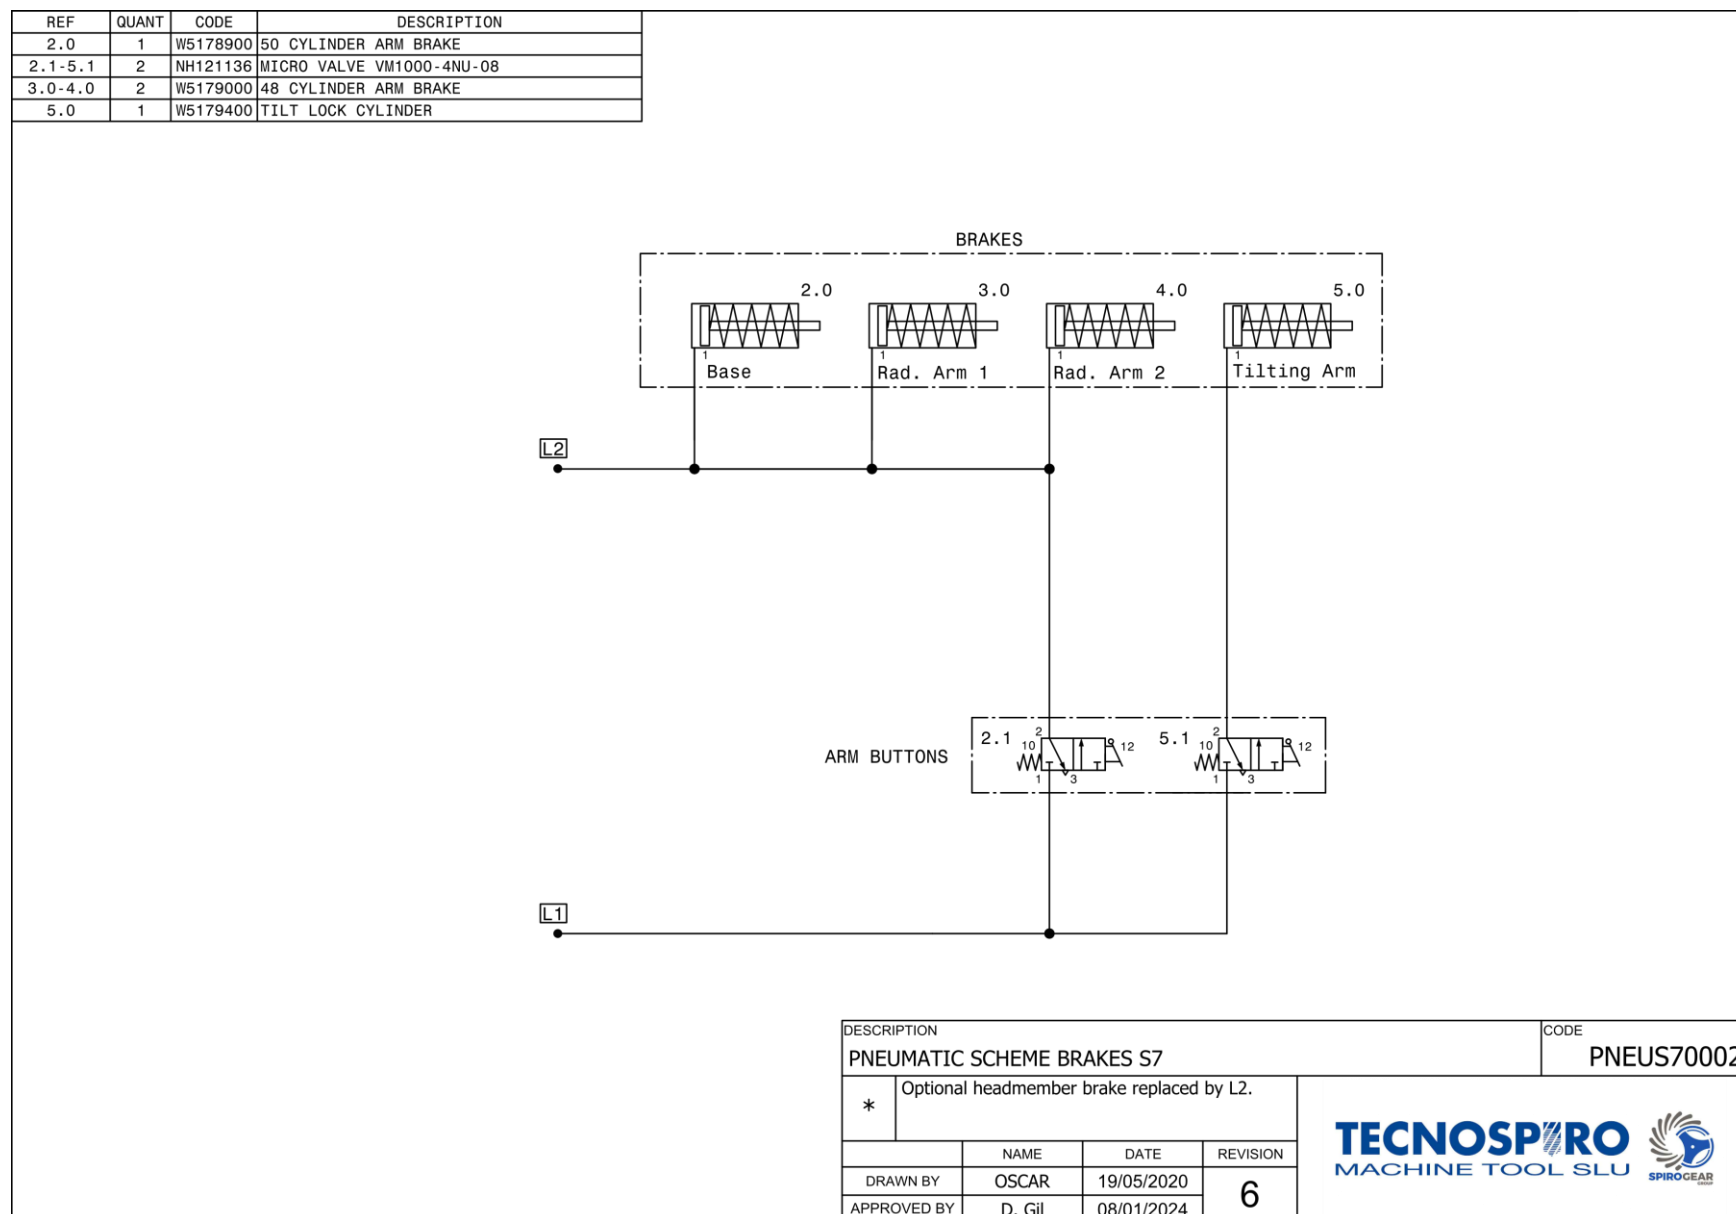 REF QUANT CODE DESCRIPTION
2.0 1 W5178900 50 CYLINDER ARM BRAKE
2.1-5.1 2 NH121136 MICRO VALVE VM1000-4NU-08
3.0-4.0 2 W5179000 48 CYLINDER ARM BRAKE
5.0 1 W5179400 TILT LOCK CYLINDER
BRAKES
2.0 3.0 4.0 5.0
1 1 1 1
Base Rad. Arm 1 Rad. Arm 2 Tilting Arm
L2
ARM BUTTONS
2.1 10 2 12 1 3
5.1 10 2 12 1 3
L1
DESCRIPTION
PNEUMATIC SCHEME BRAKES S7
CODE
PNEUS70002
* Optional headmember brake replaced by L2.
NAME DATE REVISION
DRAWN BY OSCAR 19/05/2020 6
APPROVED BY D. Gil 08/01/2024
TECNOSPIRO
MACHINE TOOL SLU
SPIROGEAR
GROUP